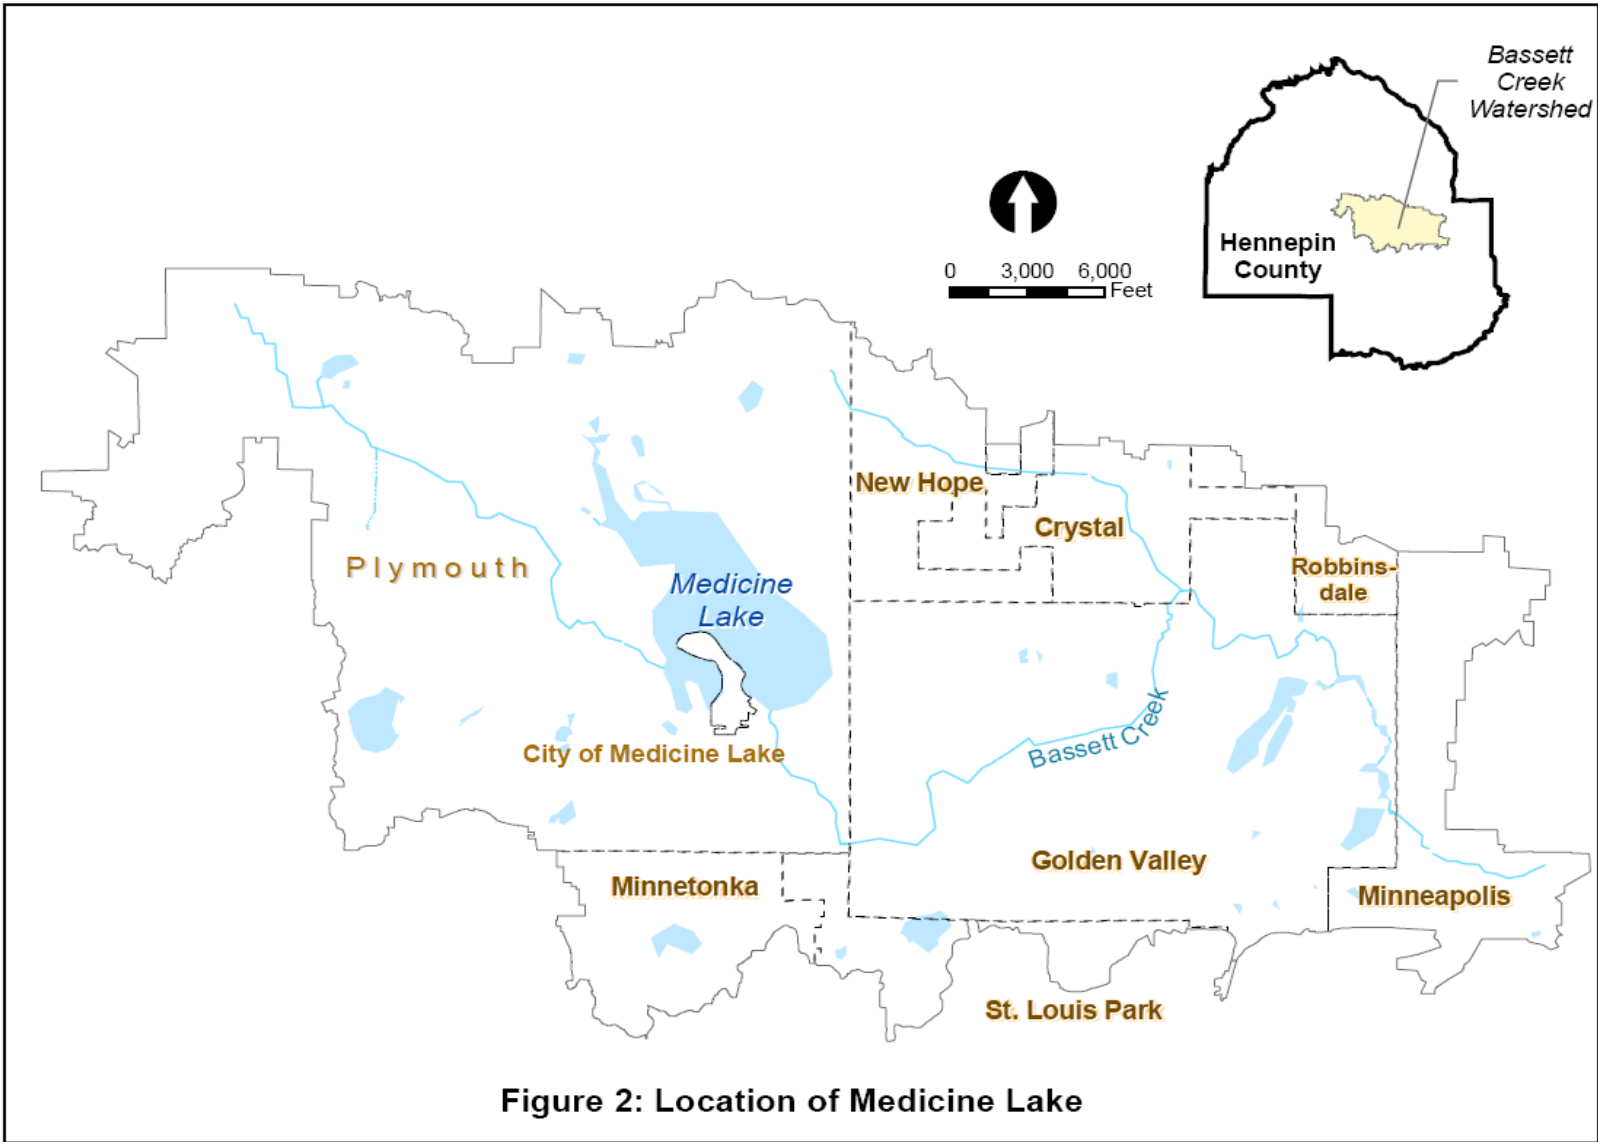 Bassett
Creek
Watershed
Hennepin
County
0 3,000 6,000
Feet
New Hope
Crystal
Plymouth
Robbins-
dale
Medicine
Lake
Bassett Creek
City of Medicine Lake
Golden Valley
Minnetonka
Minneapolis
St. Louis Park
Figure 2: Location of Medicine Lake